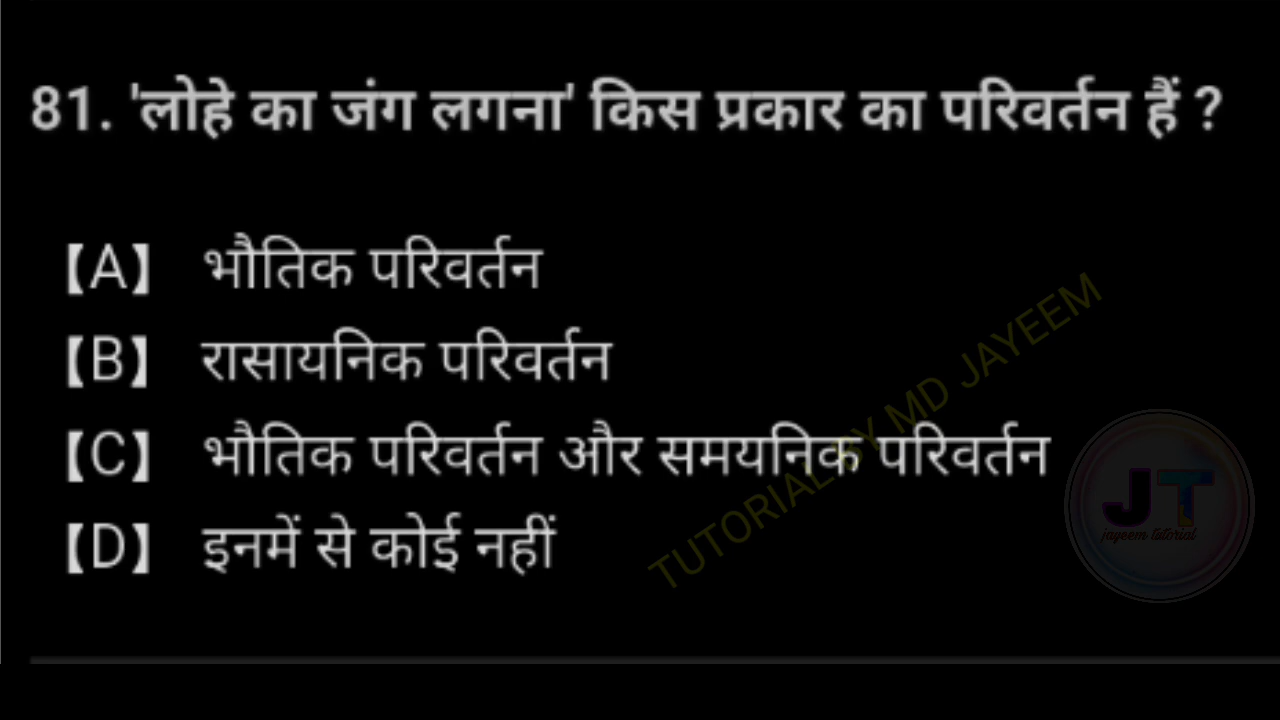 81. 'लोहे का जंग लगना' किस प्रकार का परिवर्तन हैं ?
【A】 भौतिक परिवर्तन
【B】 रासायनिक परिवर्तन
【C】 भौतिक परिवर्तन और समयनिक परिवर्तन
【D】 इनमें से कोई नहीं
TUTORIAL BY MD JAYEEM
JT
jayeem tutorial